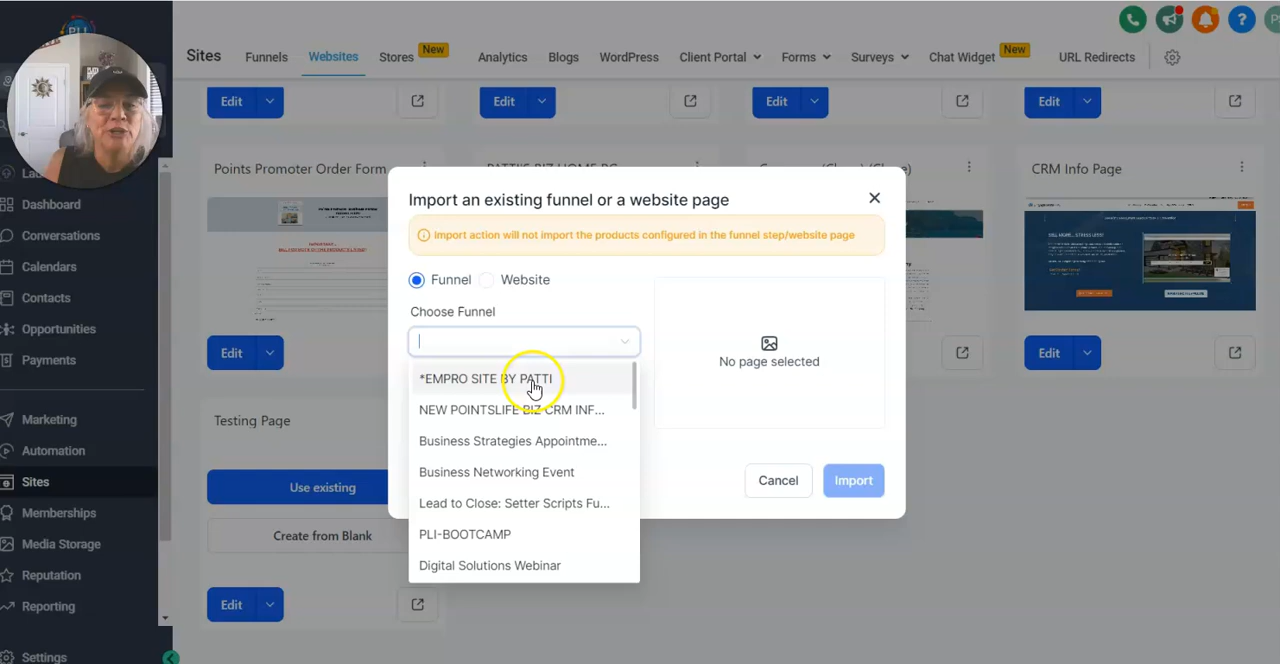 Sites
Funnels
Websites
Stores
New
Analytics
Blogs
WordPress
Client Portal
Forms
Surveys
Chat Widget
New
URL Redirects
Edit
Edit
Edit
Edit
Points Promoter Order Form
CRM Info Page
Import an existing funnel or a website page
Import action will not import the products configured in the funnel step/website page
Funnel
Website
Choose Funnel
*EMPRO SITE BY PATTI
NEW POINTSLIFE BIZ CRM INF...
Business Strategies Appointme...
Business Networking Event
Lead to Close: Setter Scripts Fu...
PLI-BOOTCAMP
Digital Solutions Webinar
No page selected
Cancel
Import
Edit
Edit
Testing Page
Use existing
Create from Blank
Edit
Dashboard
Conversations
Calendars
Contacts
Opportunities
Payments
Marketing
Automation
Sites
Memberships
Media Storage
Reputation
Reporting
Settings